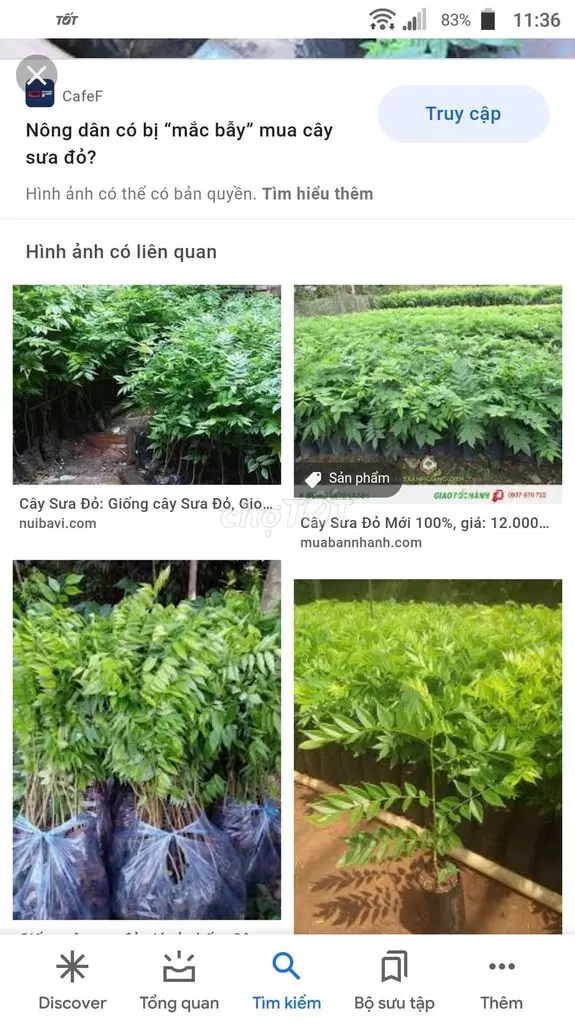 TỐT
83%
11:36
CafeF
Truy cập
Nông dân có bị “mắc bẫy” mua cây
sưa đỏ?
Hình ảnh có thể có bản quyền. Tìm hiểu thêm
Hình ảnh có liên quan
Sản phẩm
GIAO TỐC HÀNH
0937 670 722
Cây Sưa Đỏ: Giống cây Sưa Đỏ, Gio...
nuibavi.com
chợTỐT
Cây Sưa Đỏ Mới 100%, giá: 12.000...
muabannhanh.com
Discover
Tổng quan
Tìm kiếm
Bộ sưu tập
Thêm